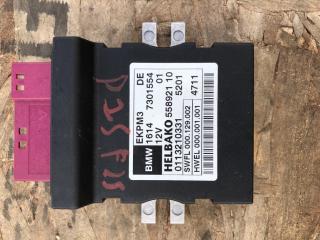 EKPM3 DE
BMW 1614 7301554
12V 01
HELBAKO 558921 10
0113210331 5201
SWFL 000.129.002
HWEL 000.001.001 4711